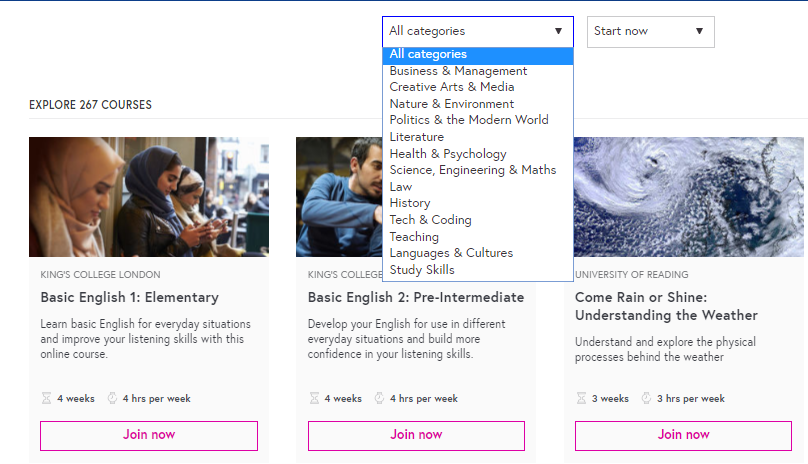 All categories
Start now
All categories
Business & Management
Creative Arts & Media
Nature & Environment
Politics & the Modern World
Literature
Health & Psychology
Science, Engineering & Maths
Law
History
Tech & Coding
Teaching
Languages & Cultures
Study Skills
EXPLORE 267 COURSES
KING'S COLLEGE LONDON
Basic English 1: Elementary
Learn basic English for everyday situations
and improve your listening skills with this
online course.
4 weeks 4 hrs per week
Join now
KING'S COLLEGE
Basic English 2: Pre-Intermediate
Develop your English for use in different
everyday situations and build more
confidence in your listening skills.
4 weeks 4 hrs per week
Join now
UNIVERSITY OF READING
Come Rain or Shine:
Understanding the Weather
Understand and explore the physical
processes behind the weather
3 weeks 3 hrs per week
Join now